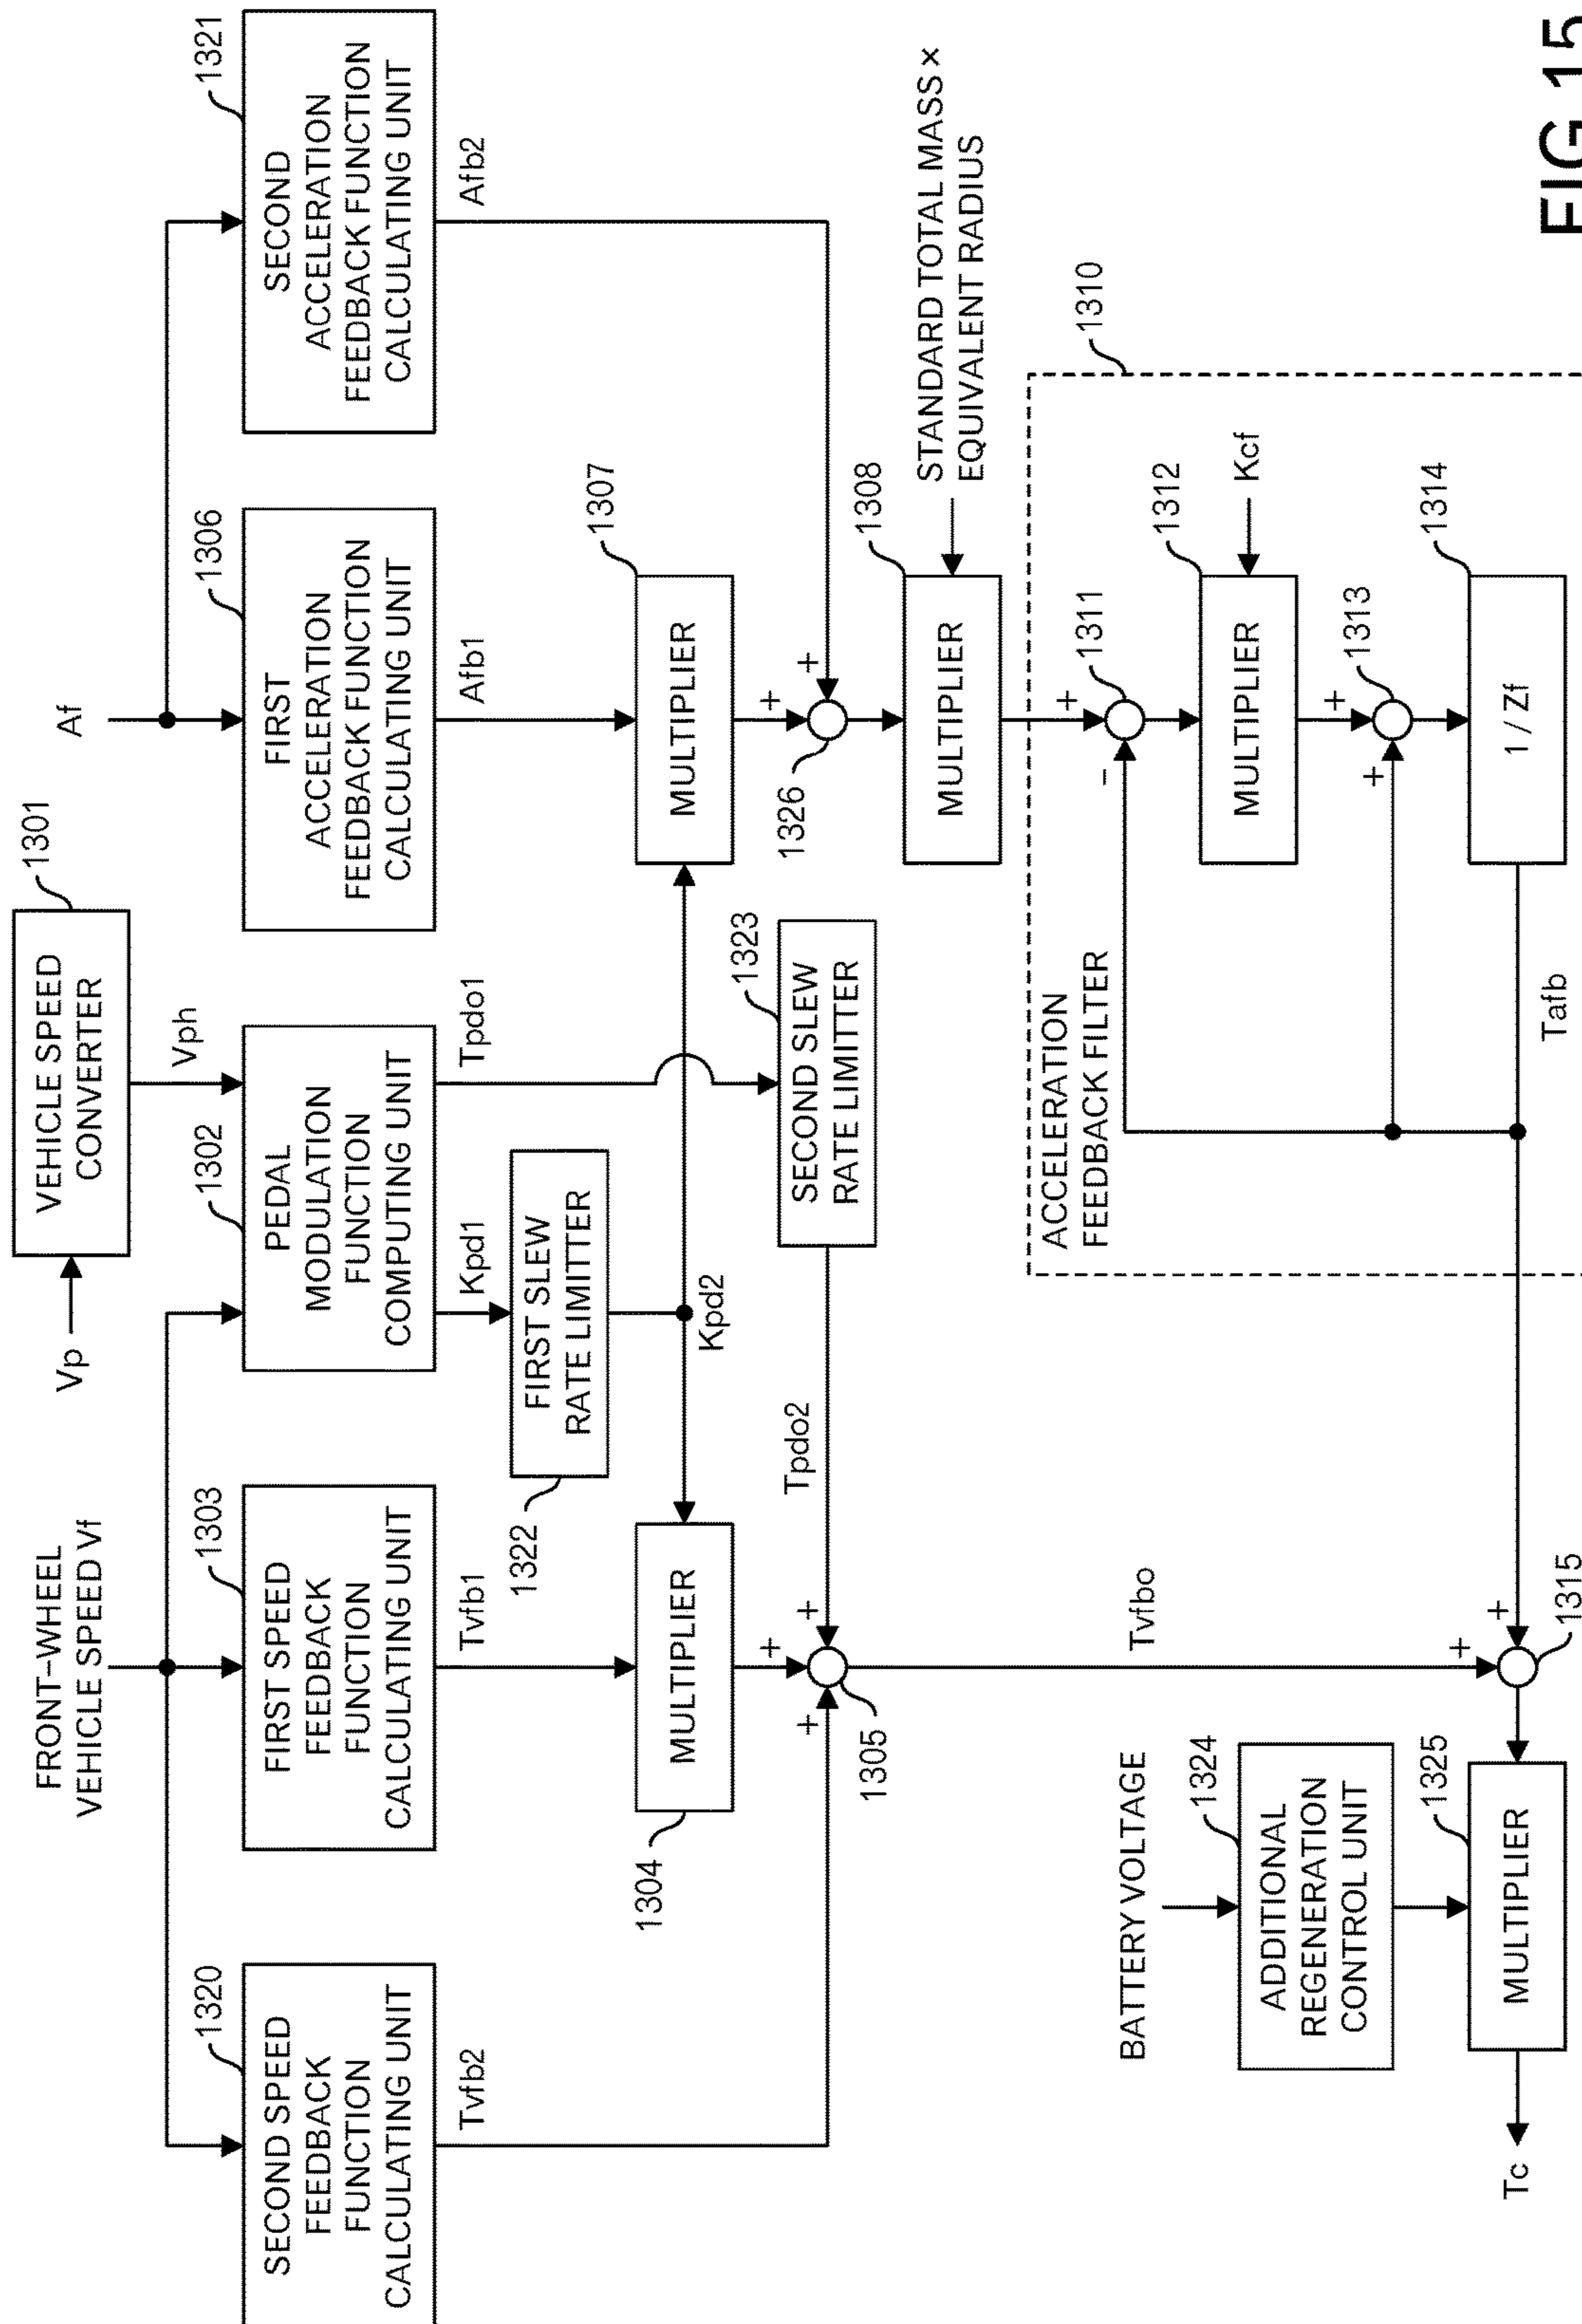 FRONT-WHEEL
VEHICLE SPEED Vf
Vp
VEHICLE SPEED
CONVERTER
1301
Af
Vph
1320
1303
1302
1306
1321
SECOND SPEED
FEEDBACK
FUNCTION
CALCULATING UNIT
FIRST SPEED
FEEDBACK
FUNCTION
CALCULATING UNIT
PEDAL
MODULATION
FUNCTION
COMPUTING UNIT
FIRST
ACCELERATION
FEEDBACK FUNCTION
CALCULATING UNIT
SECOND
ACCELERATION
FEEDBACK FUNCTION
CALCULATING UNIT
Tvfb2
Tvfb1
Kpd1
Tpdo1
Afb1
Afb2
FIRST SLEW
RATE LIMITTER
1322
Kpd2
MULTIPLIER
1304
MULTIPLIER
1307
SECOND SLEW
RATE LIMITTER
1323
Tpdo2
+
+
+
1305
+
+
1326
MULTIPLIER
1308
STANDARD TOTAL MASS ×
EQUIVALENT RADIUS
1310
ACCELERATION
FEEDBACK FILTER
+
−
1311
MULTIPLIER
1312
Kcf
+
+
1313
1 / Zf
1314
Tafb
Tvfbo
BATTERY VOLTAGE
ADDITIONAL
REGENERATION
CONTROL UNIT
1324
MULTIPLIER
1325
+
+
1315
Tc
FIG.15